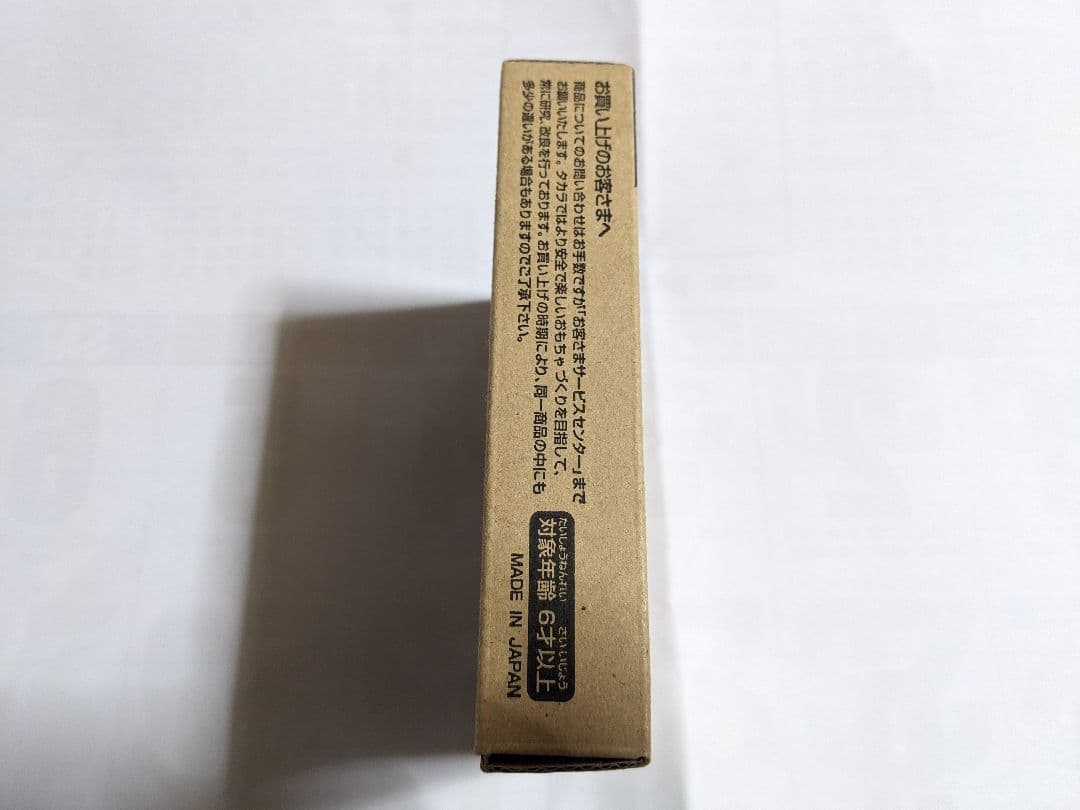 お買い上げのお客さまへ
商品についてのお問い合わせはお手数ですが「お客さまサービスセンター」まで
お願いいたします。タカラではより安全で楽しいおもちゃづくりを目指して、
常に研究、改良を行っております。お買い上げの時期により、同一商品の中にも
多少の違いがある場合もありますのでご了承下さい。
たいしょうねんれい さい いじょう
対象年齢 6才以上
MADE IN JAPAN